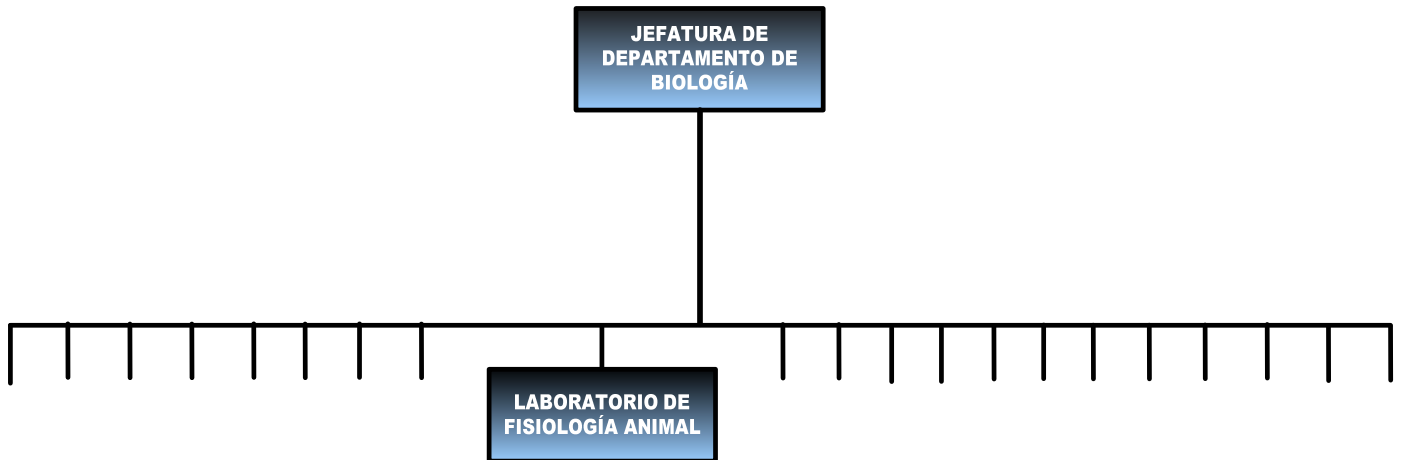 JEFATURA DE
DEPARTAMENTO DE
BIOLOGÍA
LABORATORIO DE
FISIOLOGÍA ANIMAL